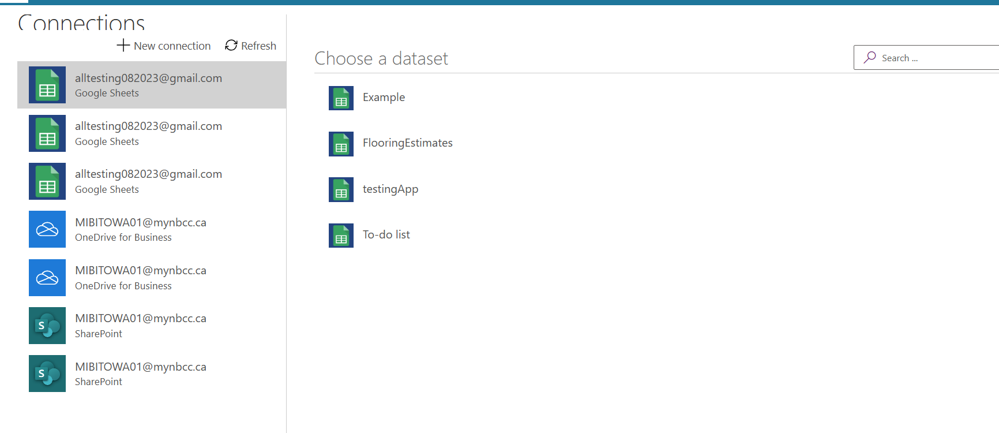 Connections
New connection
Refresh
alltesting082023@gmail.com
Google Sheets
alltesting082023@gmail.com
Google Sheets
alltesting082023@gmail.com
Google Sheets
MIBITOWA01@mynbcc.ca
OneDrive for Business
MIBITOWA01@mynbcc.ca
OneDrive for Business
S
MIBITOWA01@mynbcc.ca
SharePoint
S
MIBITOWA01@mynbcc.ca
SharePoint
Choose a dataset
Search ...
Example
FlooringEstimates
testingApp
To-do list